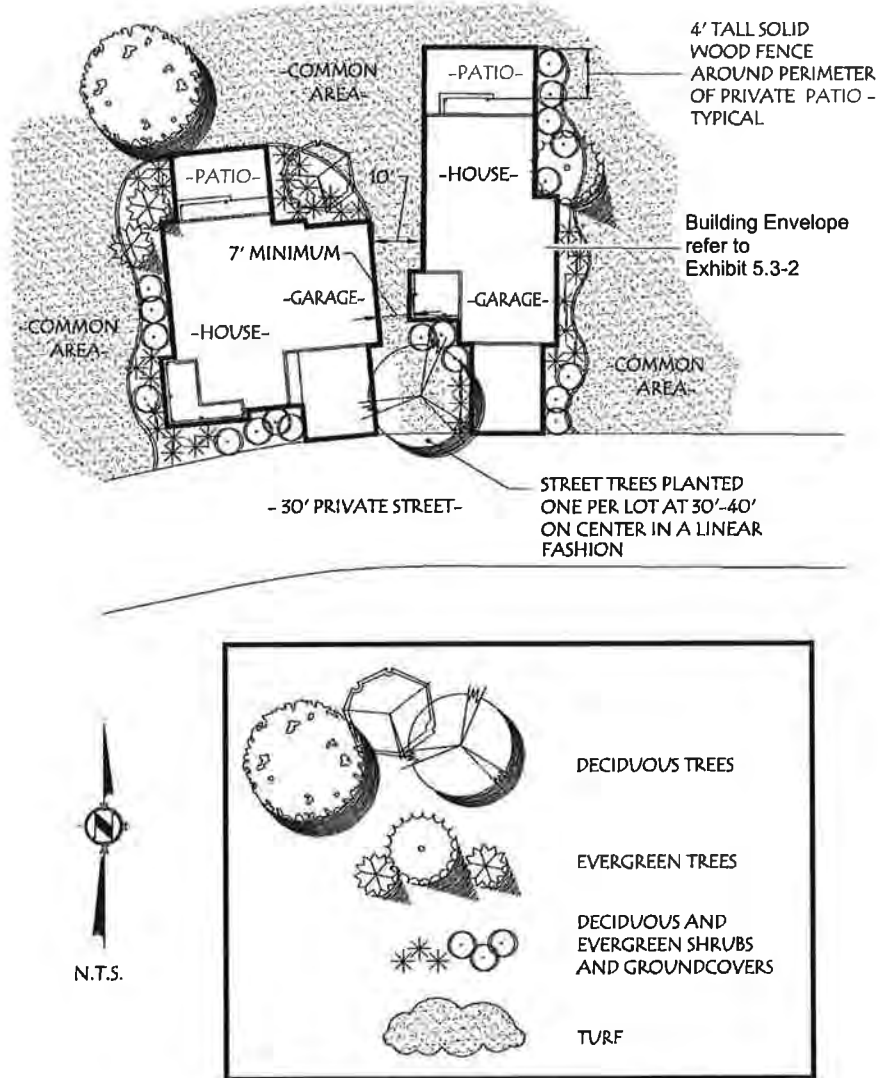 4' TALL SOLID
WOOD FENCE
AROUND PERIMETER
OF PRIVATE PATIO -
TYPICAL
-COMMON
AREA-
-PATIO-
-PATIO-
10'
-HOUSE-
Building Envelope
refer to
Exhibit 5.3-2
7' MINIMUM
-GARAGE-
-GARAGE-
-COMMON
AREA-
-HOUSE-
-COMMON
AREA-
- 30' PRIVATE STREET-
STREET TREES PLANTED
ONE PER LOT AT 30'-40'
ON CENTER IN A LINEAR
FASHION
DECIDUOUS TREES
EVERGREEN TREES
DECIDUOUS AND
EVERGREEN SHRUBS
AND GROUNDCOVERS
TURF
N
N.T.S.